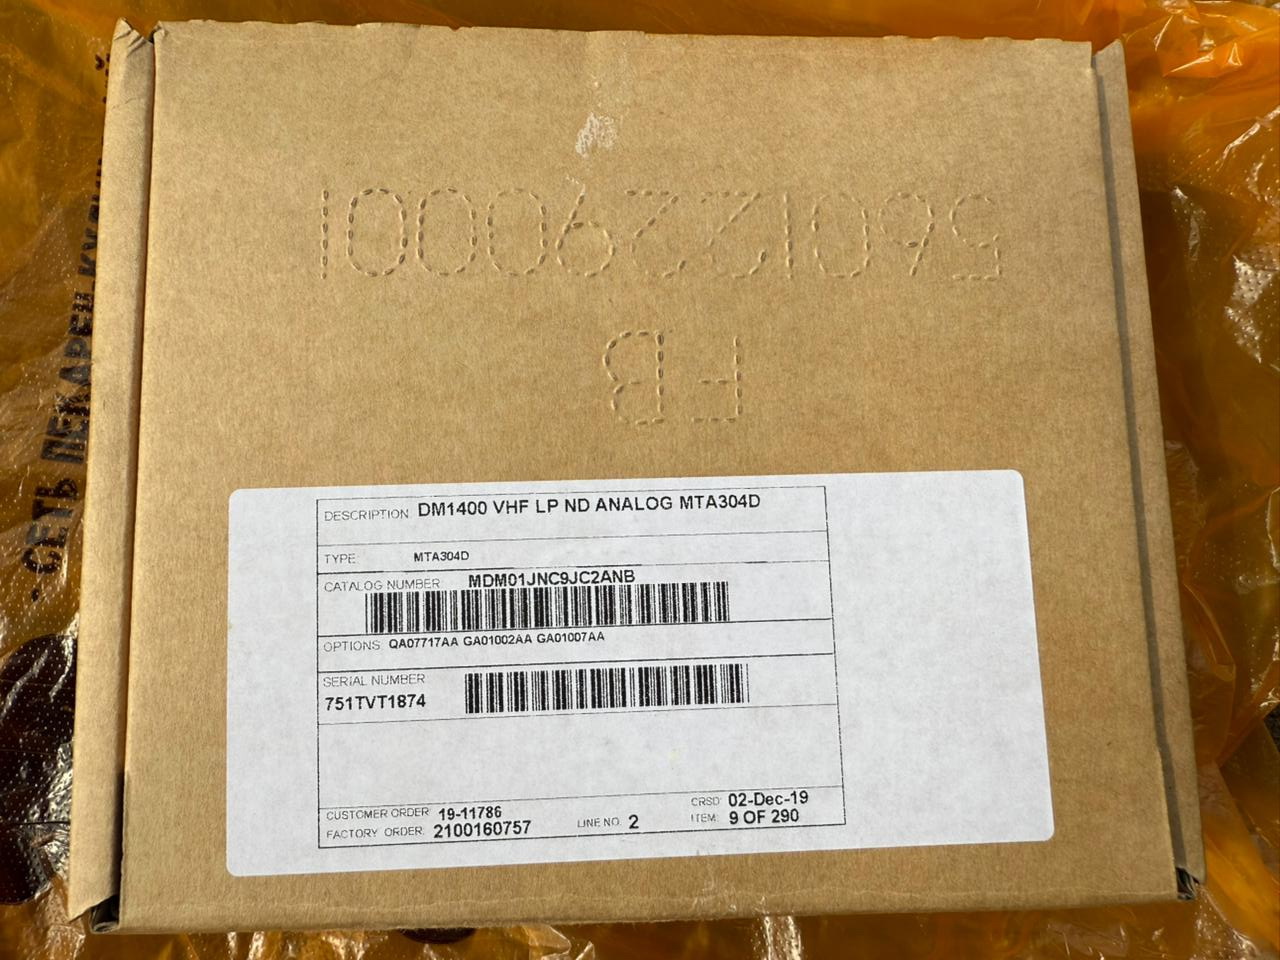 56012290001
FB
DESCRIPTION: DM1400 VHF LP ND ANALOG MTA304D
TYPE: MTA304D
CATALOG NUMBER MDM01JNC9JC2ANB
OPTIONS: QA07717AA GA01002AA GA01007AA
SERIAL NUMBER
751TVT1874
CUSTOMER ORDER: 19-11786 CRSD: 02-Dec-19
FACTORY ORDER: 2100160757 LINE NO. 2 ITEM: 9 OF 290
- СЕТЬ